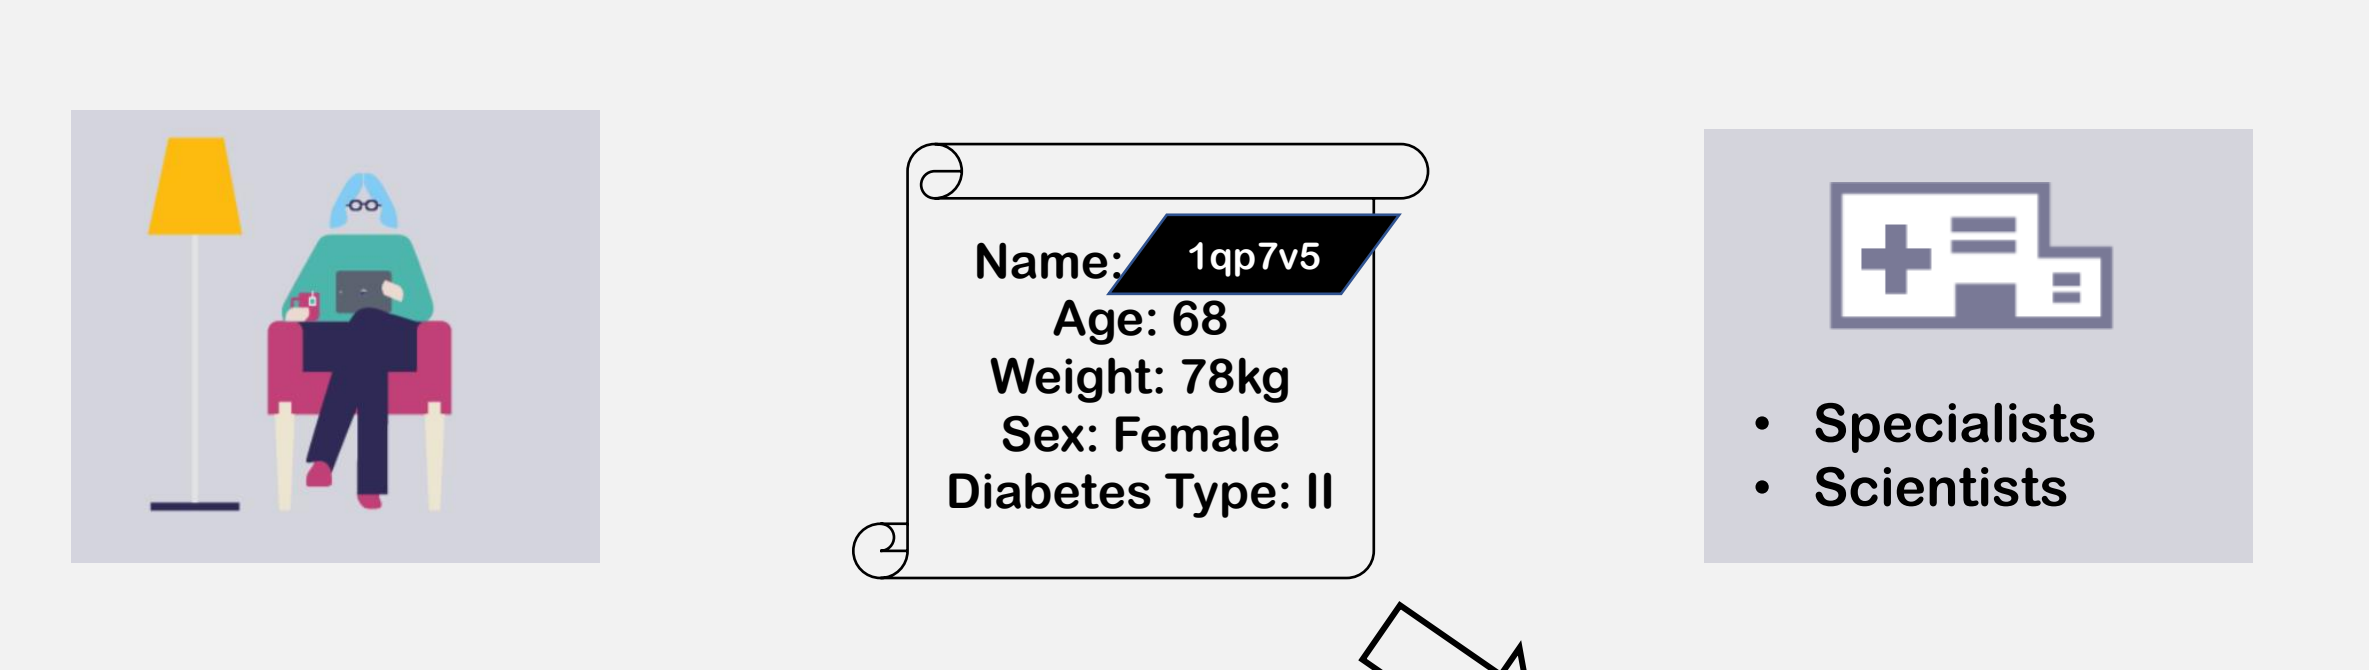 Name: 1qp7v5
Age: 68
Weight: 78kg
Sex: Female
Diabetes Type: II
• Specialists
• Scientists